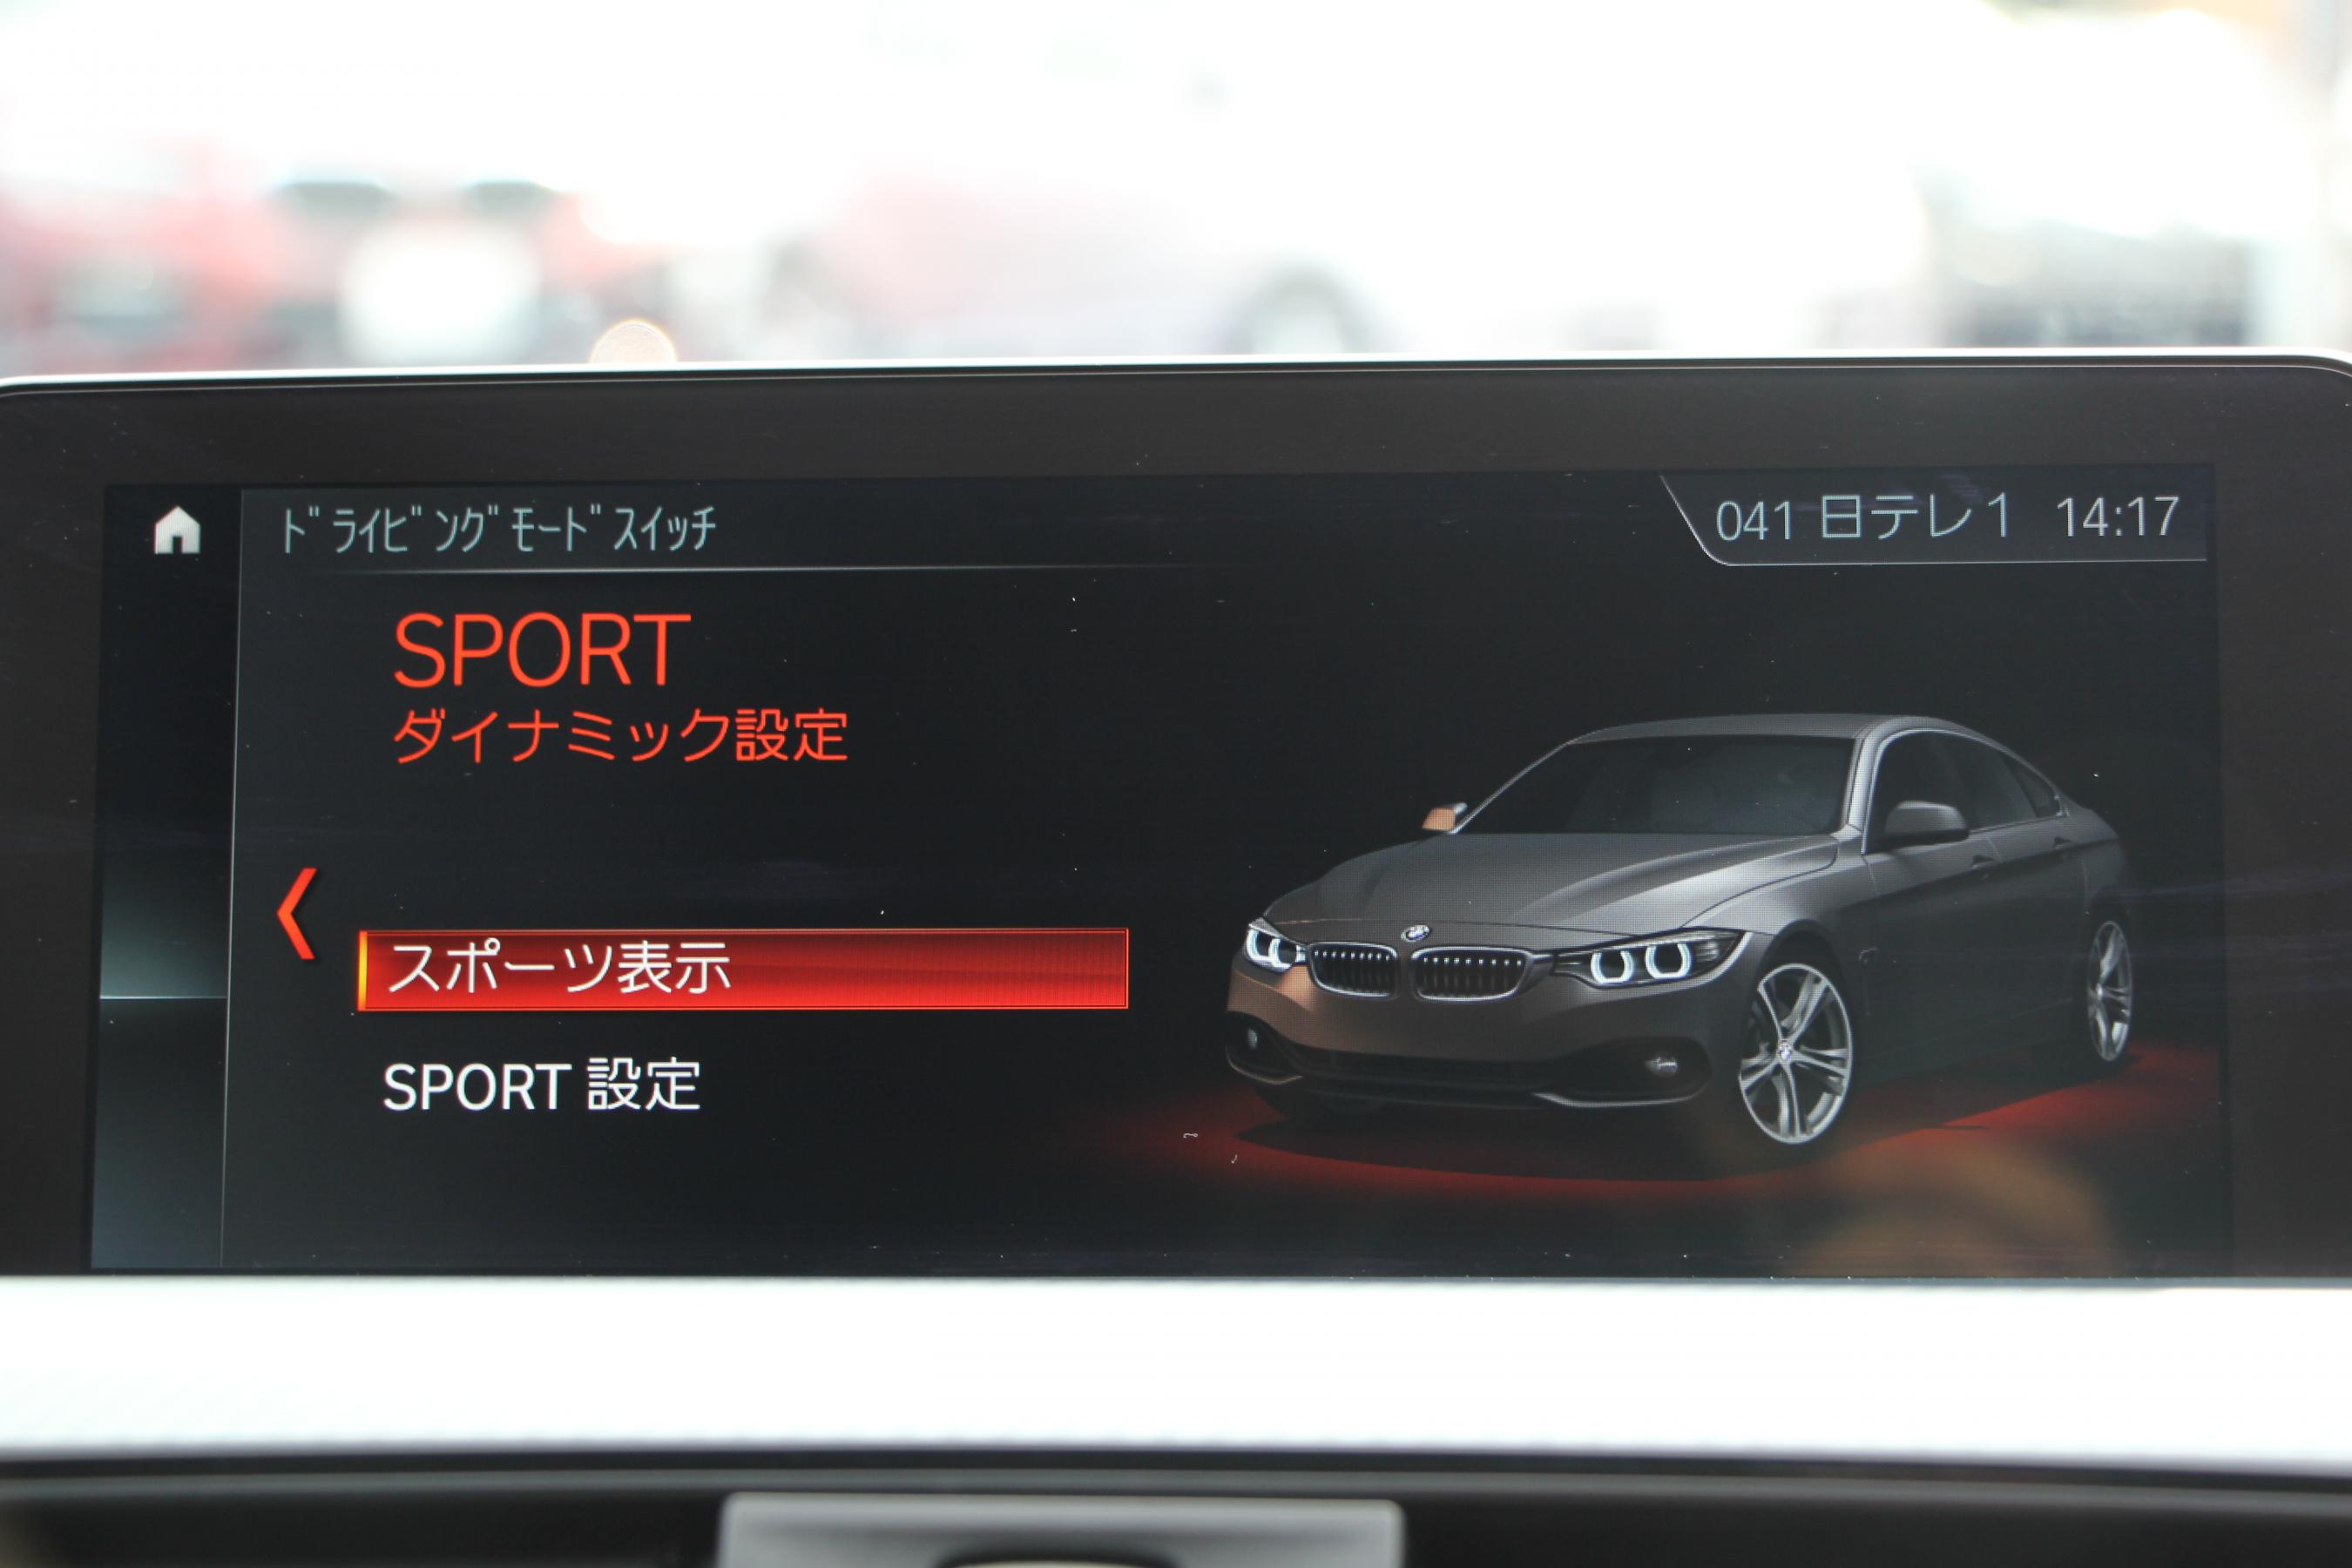 ﾄﾞﾗｲﾋﾞﾝｸﾞﾓｰﾄﾞｽｲｯﾁ
041 日テレ1 14:17
SPORT
ダイナミック設定
スポーツ表示
SPORT 設定